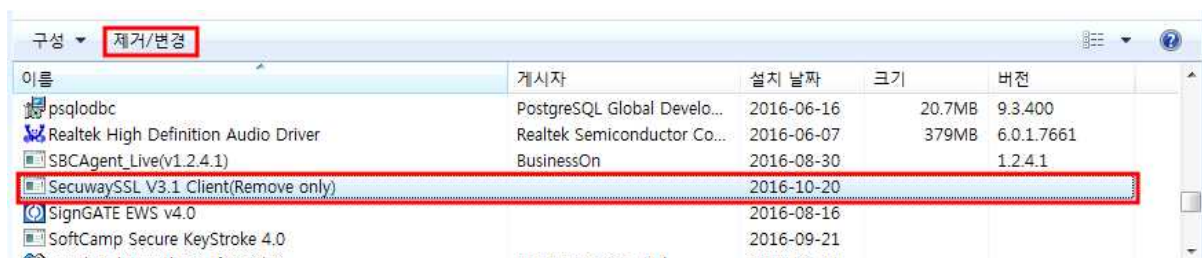 구성 제거/변경
이름 게시자 설치 날짜 크기 버전
psqlodbc PostgreSQL Global Develo... 2016-06-16 20.7MB 9.3.400
Realtek High Definition Audio Driver Realtek Semiconductor Co... 2016-06-07 379MB 6.0.1.7661
SBCAgent_Live(v1.2.4.1) BusinessOn 2016-08-30 1.2.4.1
SecuwaySSL V3.1 Client(Remove only) 2016-10-20
SignGATE EWS v4.0 2016-08-16
SoftCamp Secure KeyStroke 4.0 2016-09-21